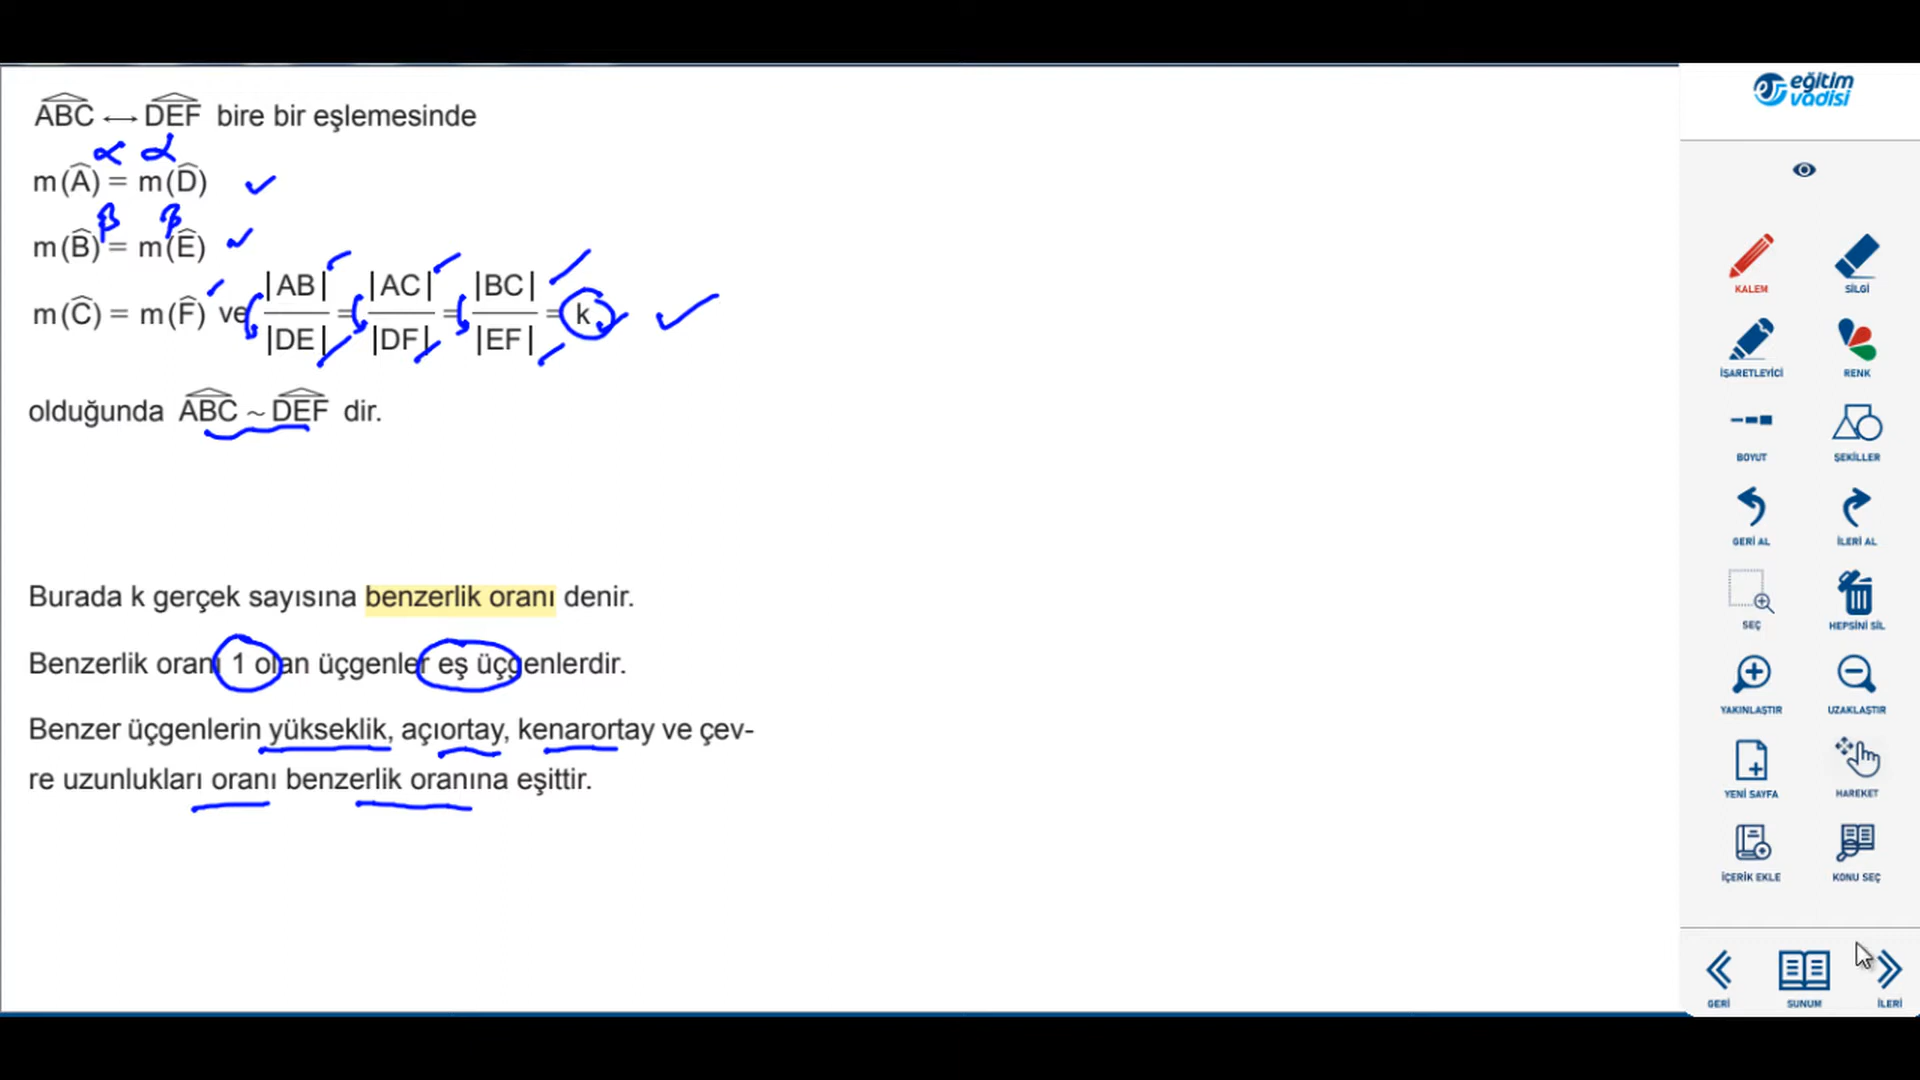 ABC ↔ DEF bire bir eşlemesinde
α α
m(A) = m(D)
β β
m(B) = m(E)
m(C) = m(F) ve |AB| / |DE| = |AC| / |DF| = |BC| / |EF| = k
olduğunda ABC ~ DEF dir.
Burada k gerçek sayısına benzerlik oranı denir.
Benzerlik oranı 1 olan üçgenler eş üçgenlerdir.
Benzer üçgenlerin yükseklik, açıortay, kenarortay ve çev-
re uzunlukları oranı benzerlik oranına eşittir.
eğitim
vadisi
KALEM SİLGİ
İŞARETLEYİCİ RENK
BOYUT ŞEKİLLER
GERİ AL İLERİ AL
SEÇ HEPSİNİ SİL
YAKINLAŞTIR UZAKLAŞTIR
YENİ SAYFA HAREKET
İÇERİK EKLE KONU SEÇ
GERİ SUNUM İLERİ